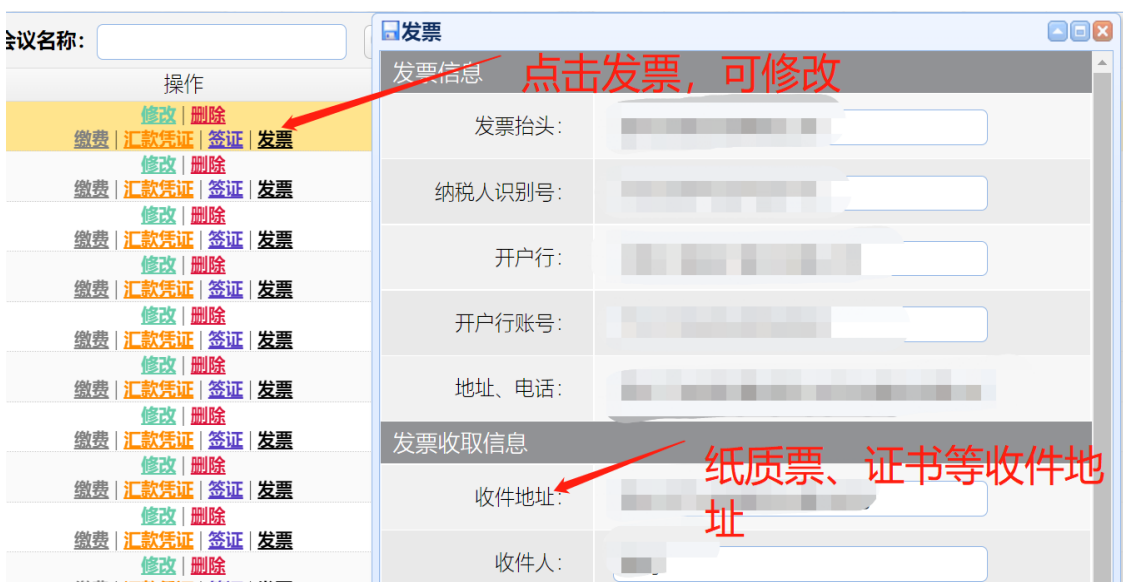 会议名称:
操作
修改 | 删除
缴费 | 汇款凭证 | 签证 | 发票
修改 | 删除
缴费 | 汇款凭证 | 签证 | 发票
修改 | 删除
缴费 | 汇款凭证 | 签证 | 发票
修改 | 删除
缴费 | 汇款凭证 | 签证 | 发票
修改 | 删除
缴费 | 汇款凭证 | 签证 | 发票
修改 | 删除
缴费 | 汇款凭证 | 签证 | 发票
修改 | 删除
缴费 | 汇款凭证 | 签证 | 发票
修改 | 删除
缴费 | 汇款凭证 | 签证 | 发票
修改 | 删除
缴费 | 汇款凭证 | 签证 | 发票
修改 | 删除
发票
发票信息
点击发票，可修改
发票抬头:
纳税人识别号:
开户行:
开户行账号:
地址、电话:
发票收取信息
纸质票、证书等收件地
址
收件地址:
收件人: